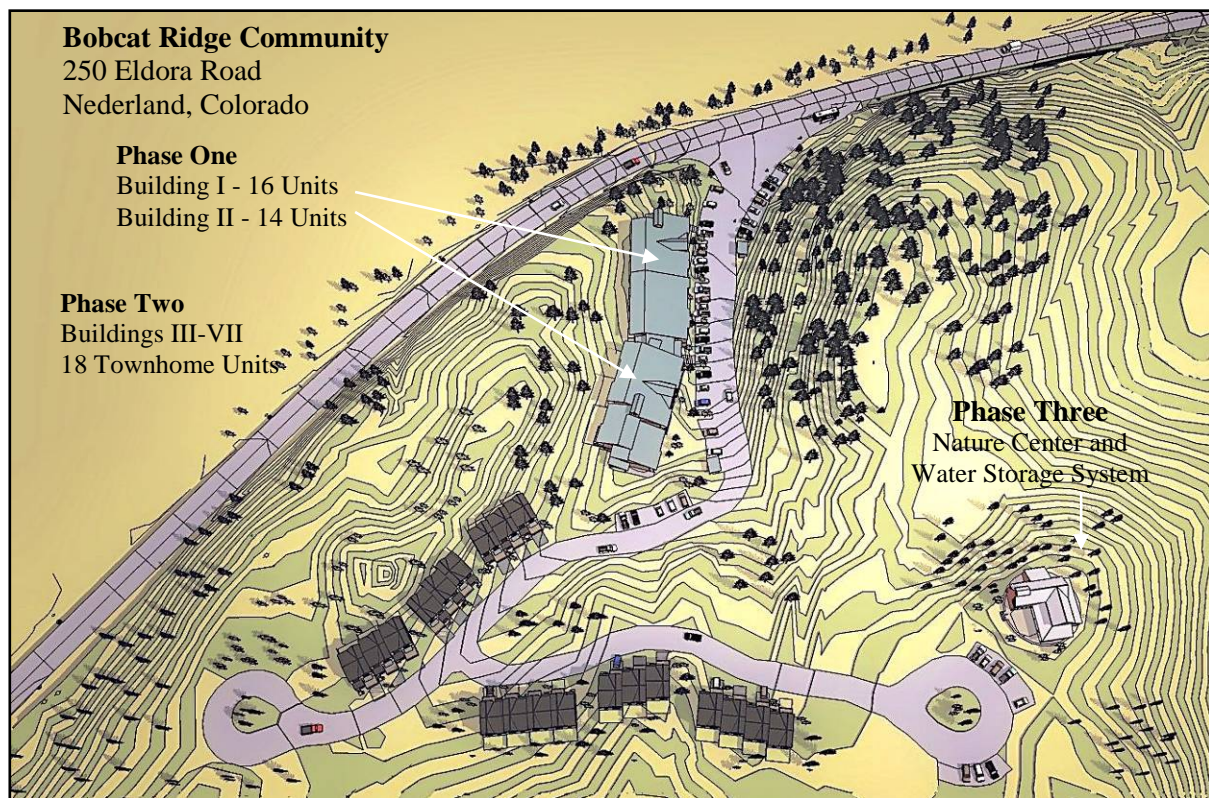 Bobcat Ridge Community
250 Eldora Road
Nederland, Colorado
Phase One
Building I - 16 Units
Building II - 14 Units
Phase Two
Buildings III-VII
18 Townhome Units
Phase Three
Nature Center and
Water Storage System